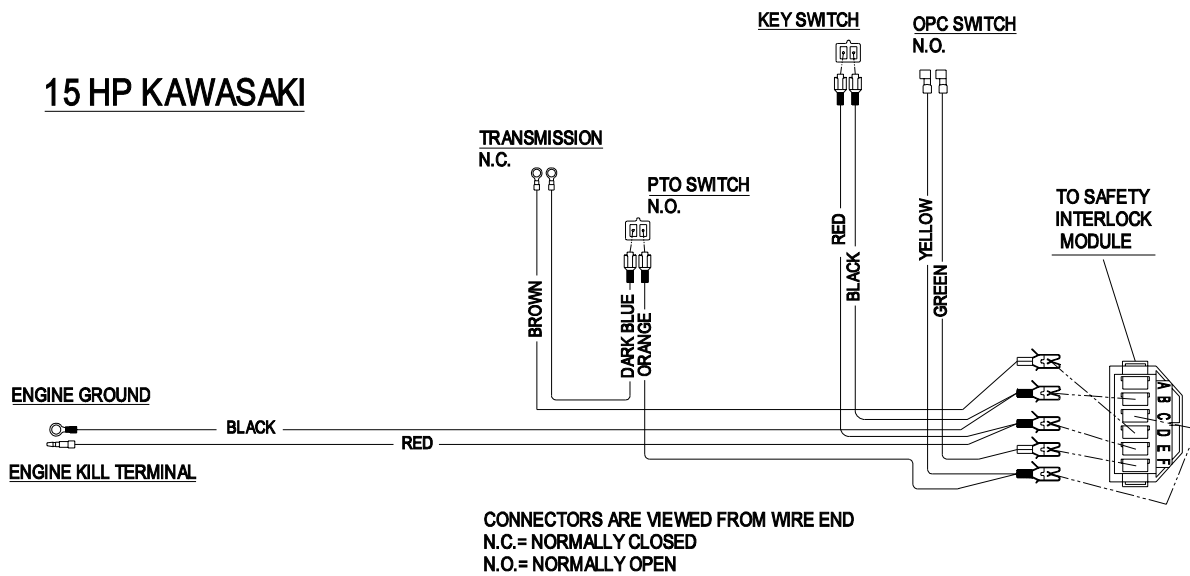 KEY SWITCH
OPC SWITCH
N.O.
15 HP KAWASAKI
TRANSMISSION
N.C.
PTO SWITCH
N.O.
TO SAFETY
INTERLOCK
MODULE
RED
BLACK
YELLOW
GREEN
BROWN
DARK BLUE
ORANGE
A
B
C
D
E
F
ENGINE GROUND
BLACK
RED
ENGINE KILL TERMINAL
CONNECTORS ARE VIEWED FROM WIRE END
N.C.= NORMALLY CLOSED
N.O.= NORMALLY OPEN